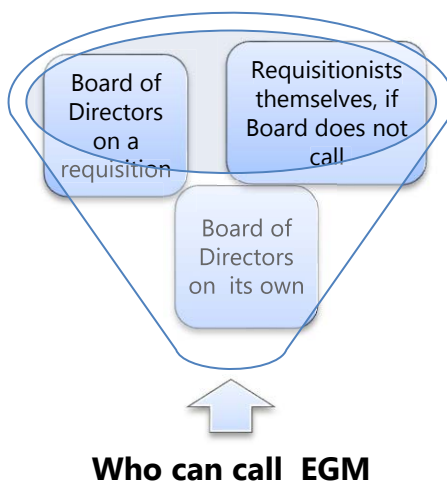 Board of
Directors
on a
requisition
Requisitionists
themselves, if
Board does not
call
Board of
Directors
on its own
Who can call EGM